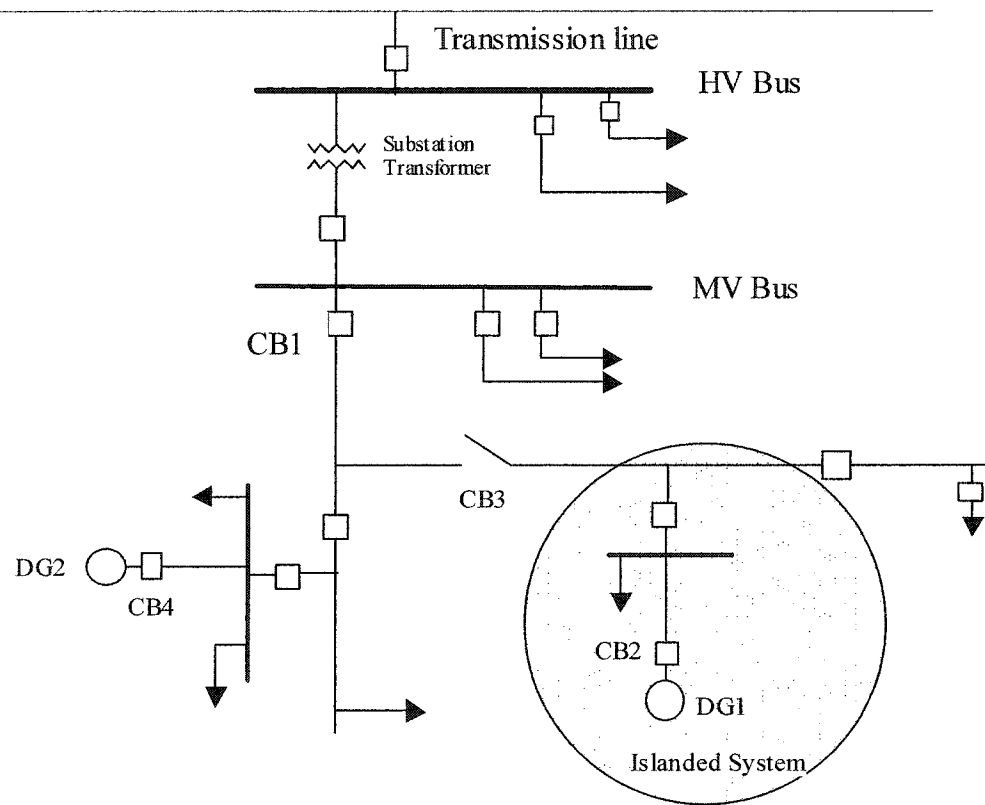 Transmission line
HV Bus
Substation
Transformer
MV Bus
CB1
CB3
DG2
CB4
CB2
DG1
Islanded System